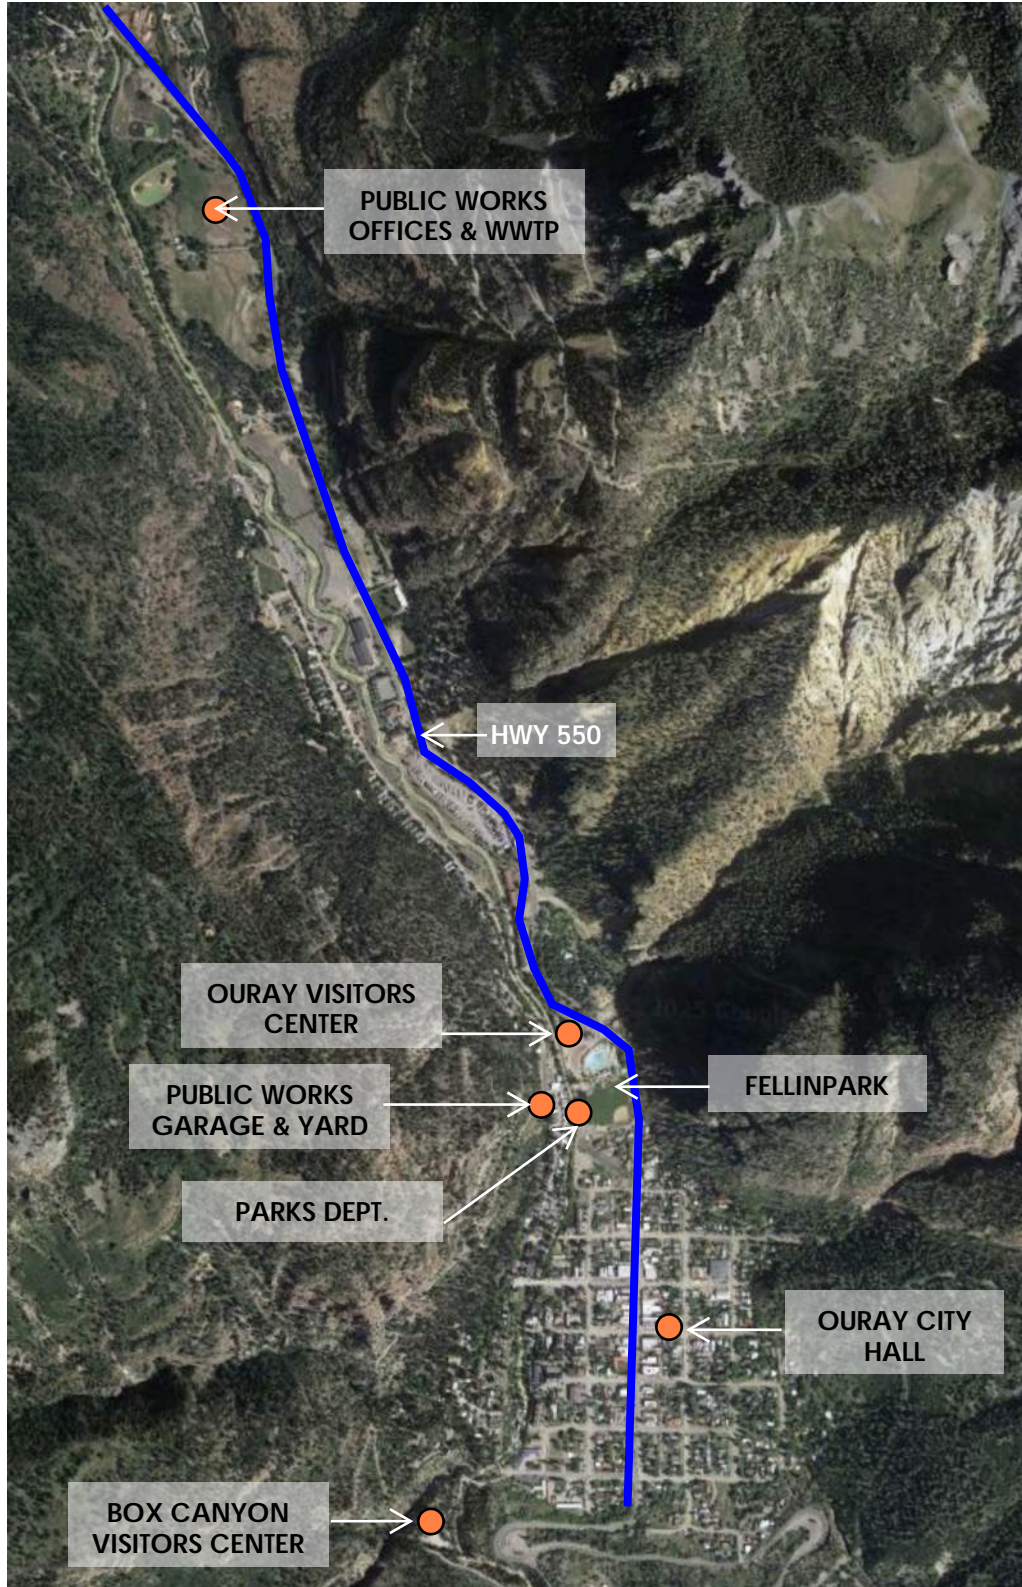 PUBLIC WORKS
OFFICES & WWTP
HWY 550
OURAY VISITORS
CENTER
PUBLIC WORKS
GARAGE & YARD
FELLINPARK
PARKS DEPT.
OURAY CITY
HALL
BOX CANYON
VISITORS CENTER